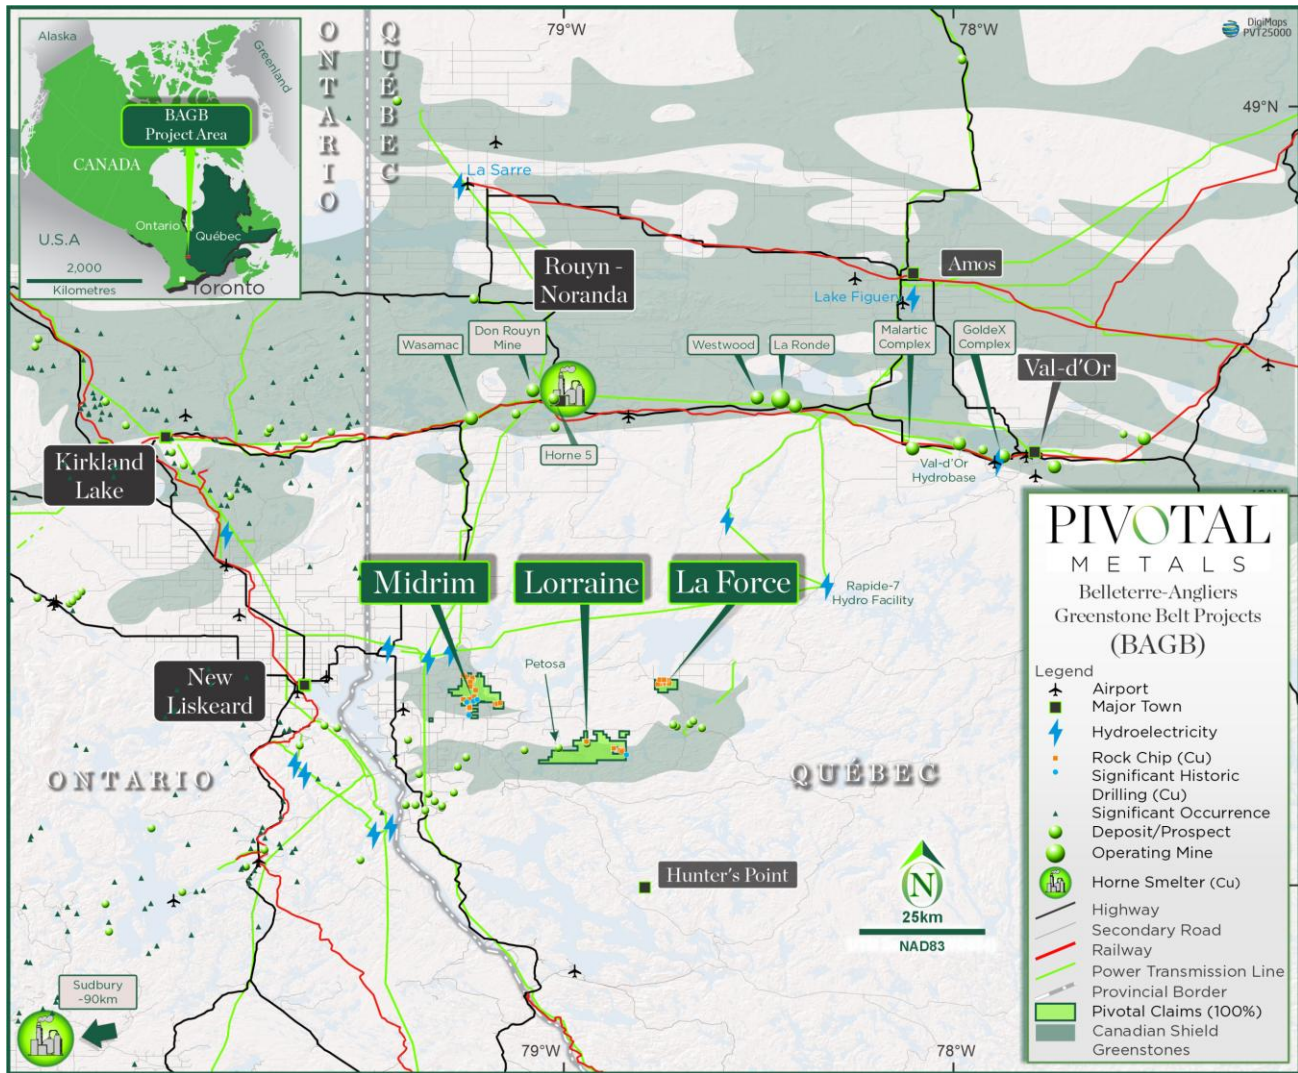 Alaska
Greenland
BAGB
Project Area
CANADA
Ontario
Québec
U.S.A
2,000
Kilometres
Toronto
ONTARIO
QUÉBEC
79°W
78°W
DigiMaps
PVT25000
49°N
La Sarre
Rouyn -
Noranda
Amos
Lake Figuery
Wasamac
Don Rouyn
Mine
Westwood
La Ronde
Malartic
Complex
GoldeX
Complex
Val-d'Or
Horne 5
Kirkland
Lake
Val-d'Or
Hydrobase
Midrim
Lorraine
La Force
Rapide-7
Hydro Facility
New
Liskeard
Petosa
ONTARIO
QUÉBEC
Hunter's Point
N
25km
NAD83
Sudbury
~90km
79°W
78°W
PIVOTAL
METALS
Belleterre-Angliers
Greenstone Belt Projects
(BAGB)
Legend
Airport
Major Town
Hydroelectricity
Rock Chip (Cu)
Significant Historic
Drilling (Cu)
Significant Occurrence
Deposit/Prospect
Operating Mine
Horne Smelter (Cu)
Highway
Secondary Road
Railway
Power Transmission Line
Provincial Border
Pivotal Claims (100%)
Canadian Shield
Greenstones